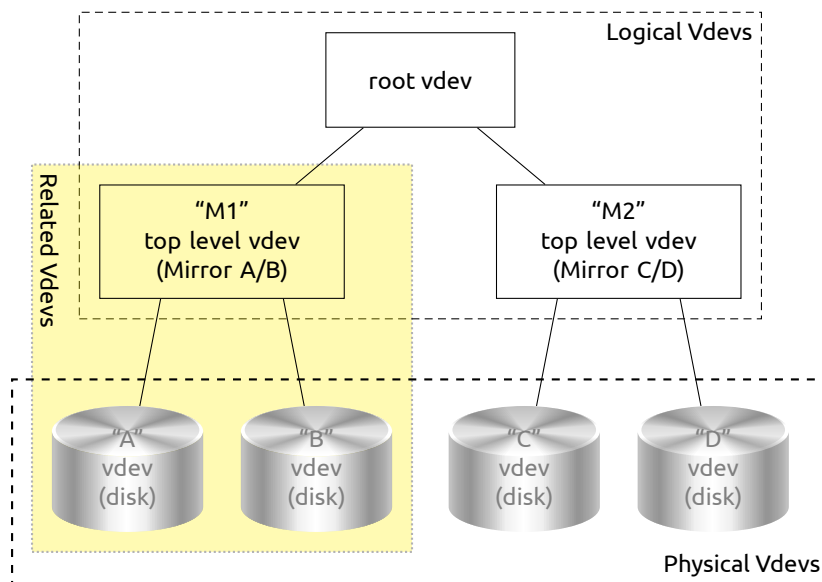 Logical Vdevs
root vdev
Related Vdevs
“M1”
top level vdev
(Mirror A/B)
“M2”
top level vdev
(Mirror C/D)
“A”
vdev
(disk)
“B”
vdev
(disk)
“C”
vdev
(disk)
“D”
vdev
(disk)
Physical Vdevs